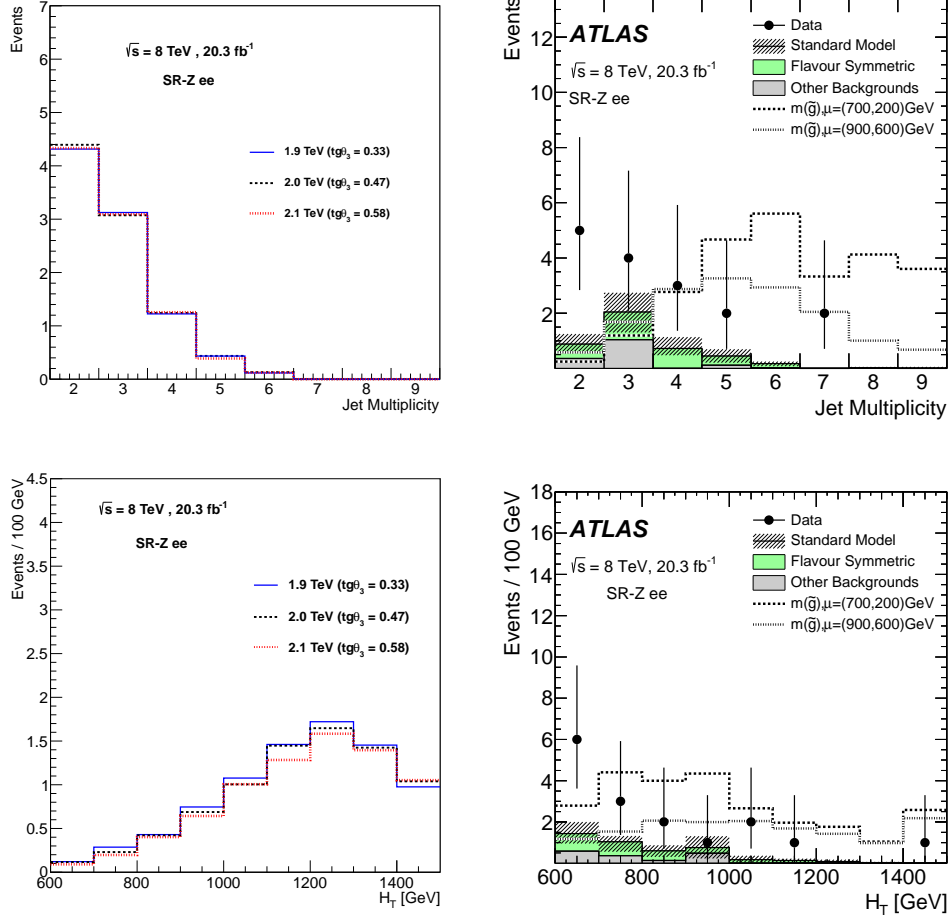 Events
7
6
5
4
3
2
1
0
√s = 8 TeV , 20.3 fb⁻¹
SR-Z ee
1.9 TeV (tgθ₃ = 0.33)
2.0 TeV (tgθ₃ = 0.47)
2.1 TeV (tgθ₃ = 0.58)
2 3 4 5 6 7 8 9
Jet Multiplicity
Events
12
10
8
6
4
2
ATLAS
√s = 8 TeV, 20.3 fb⁻¹
SR-Z ee
Data
Standard Model
Flavour Symmetric
Other Backgrounds
m(g̃),μ=(700,200)GeV
m(g̃),μ=(900,600)GeV
2 3 4 5 6 7 8 9
Jet Multiplicity
Events / 100 GeV
4.5
4
3.5
3
2.5
2
1.5
1
0.5
0
√s = 8 TeV , 20.3 fb⁻¹
SR-Z ee
1.9 TeV (tgθ₃ = 0.33)
2.0 TeV (tgθ₃ = 0.47)
2.1 TeV (tgθ₃ = 0.58)
600 800 1000 1200 1400
H_T [GeV]
Events / 100 GeV
18
16
14
12
10
8
6
4
2
ATLAS
√s = 8 TeV, 20.3 fb⁻¹
SR-Z ee
Data
Standard Model
Flavour Symmetric
Other Backgrounds
m(g̃),μ=(700,200)GeV
m(g̃),μ=(900,600)GeV
600 800 1000 1200 1400
H_T [GeV]